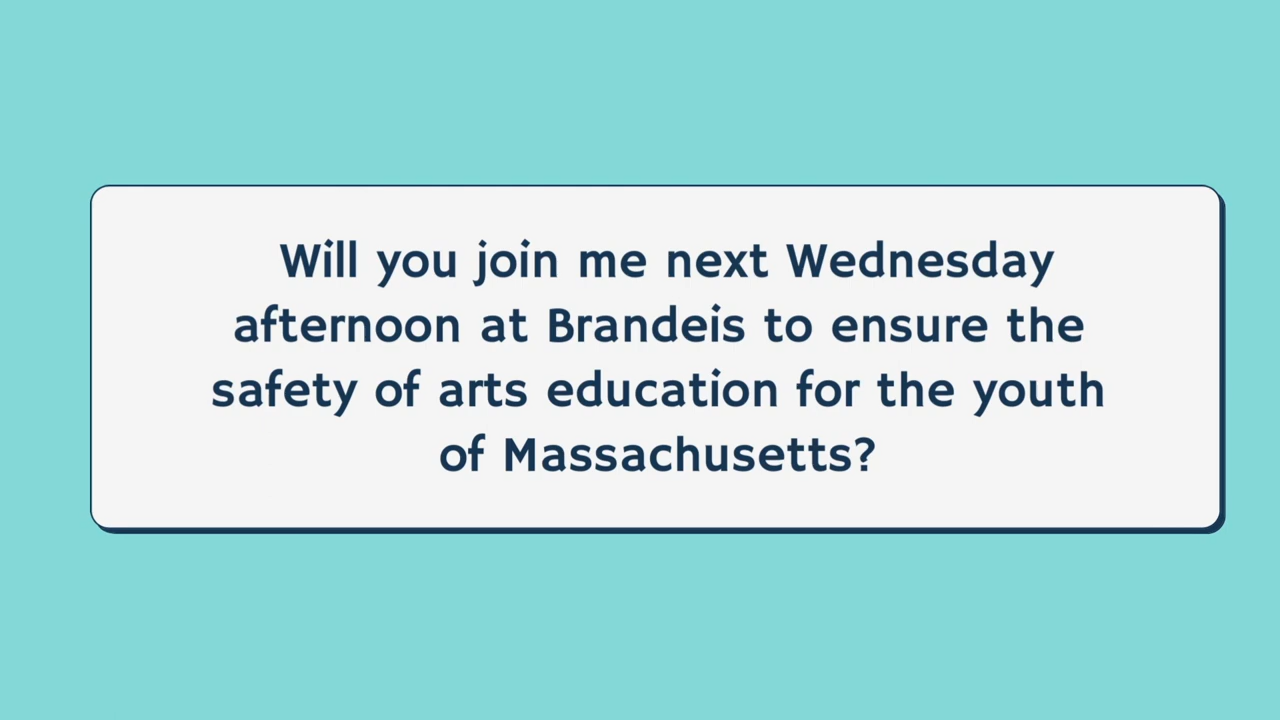 Will you join me next Wednesday
afternoon at Brandeis to ensure the
safety of arts education for the youth
of Massachusetts?